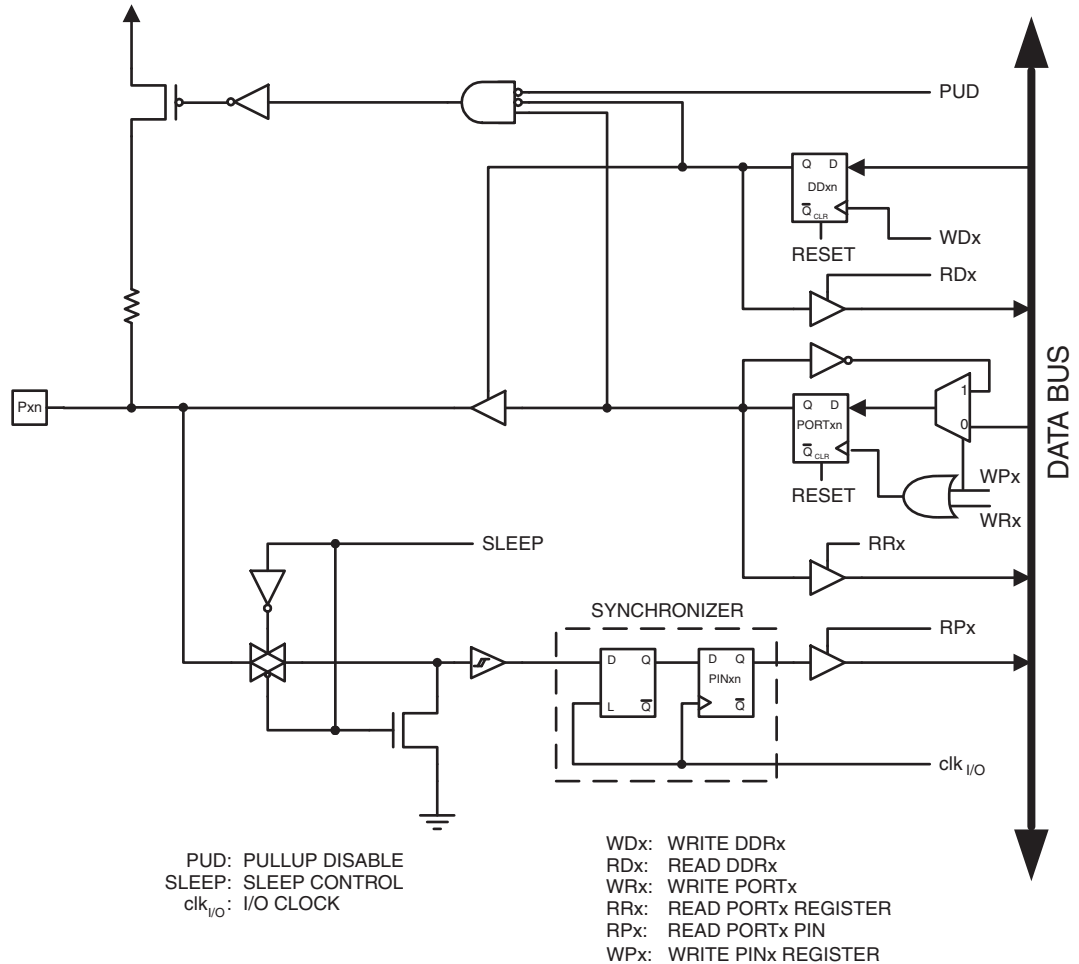 PUD
Q D
DDxn
Q CLR
WDx
RESET
RDx
Pxn
1
Q D
PORTxn
0
Q CLR
WPx
RESET
WRx
DATA BUS
SLEEP
RRx
SYNCHRONIZER
RPx
D Q
D Q
PINxn
L Q
Q
clk I/O
PUD: PULLUP DISABLE
SLEEP: SLEEP CONTROL
clk I/O: I/O CLOCK
WDx: WRITE DDRx
RDx: READ DDRx
WRx: WRITE PORTx
RRx: READ PORTx REGISTER
RPx: READ PORTx PIN
WPx: WRITE PINx REGISTER